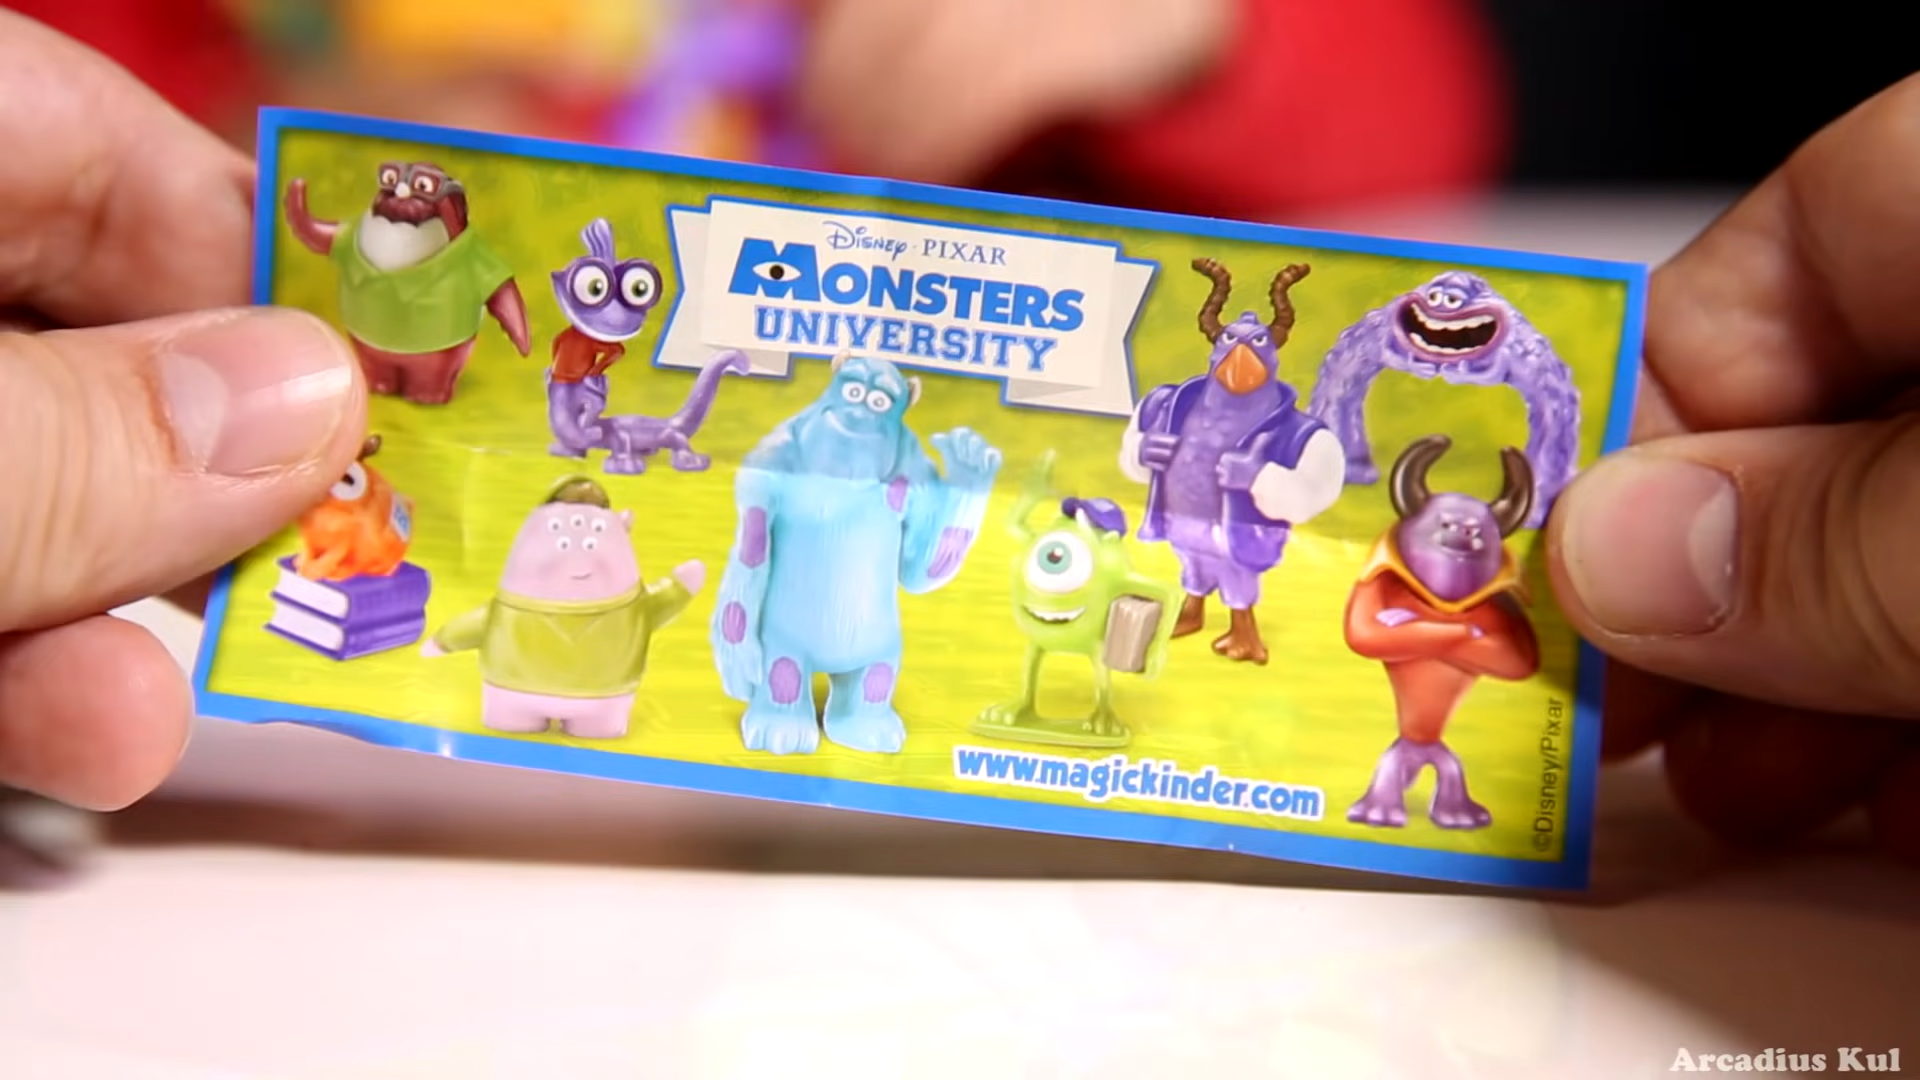 Disney · PIXAR
MONSTERS
UNIVERSITY
www.magickinder.com
©Disney/Pixar
Arcadius Kul